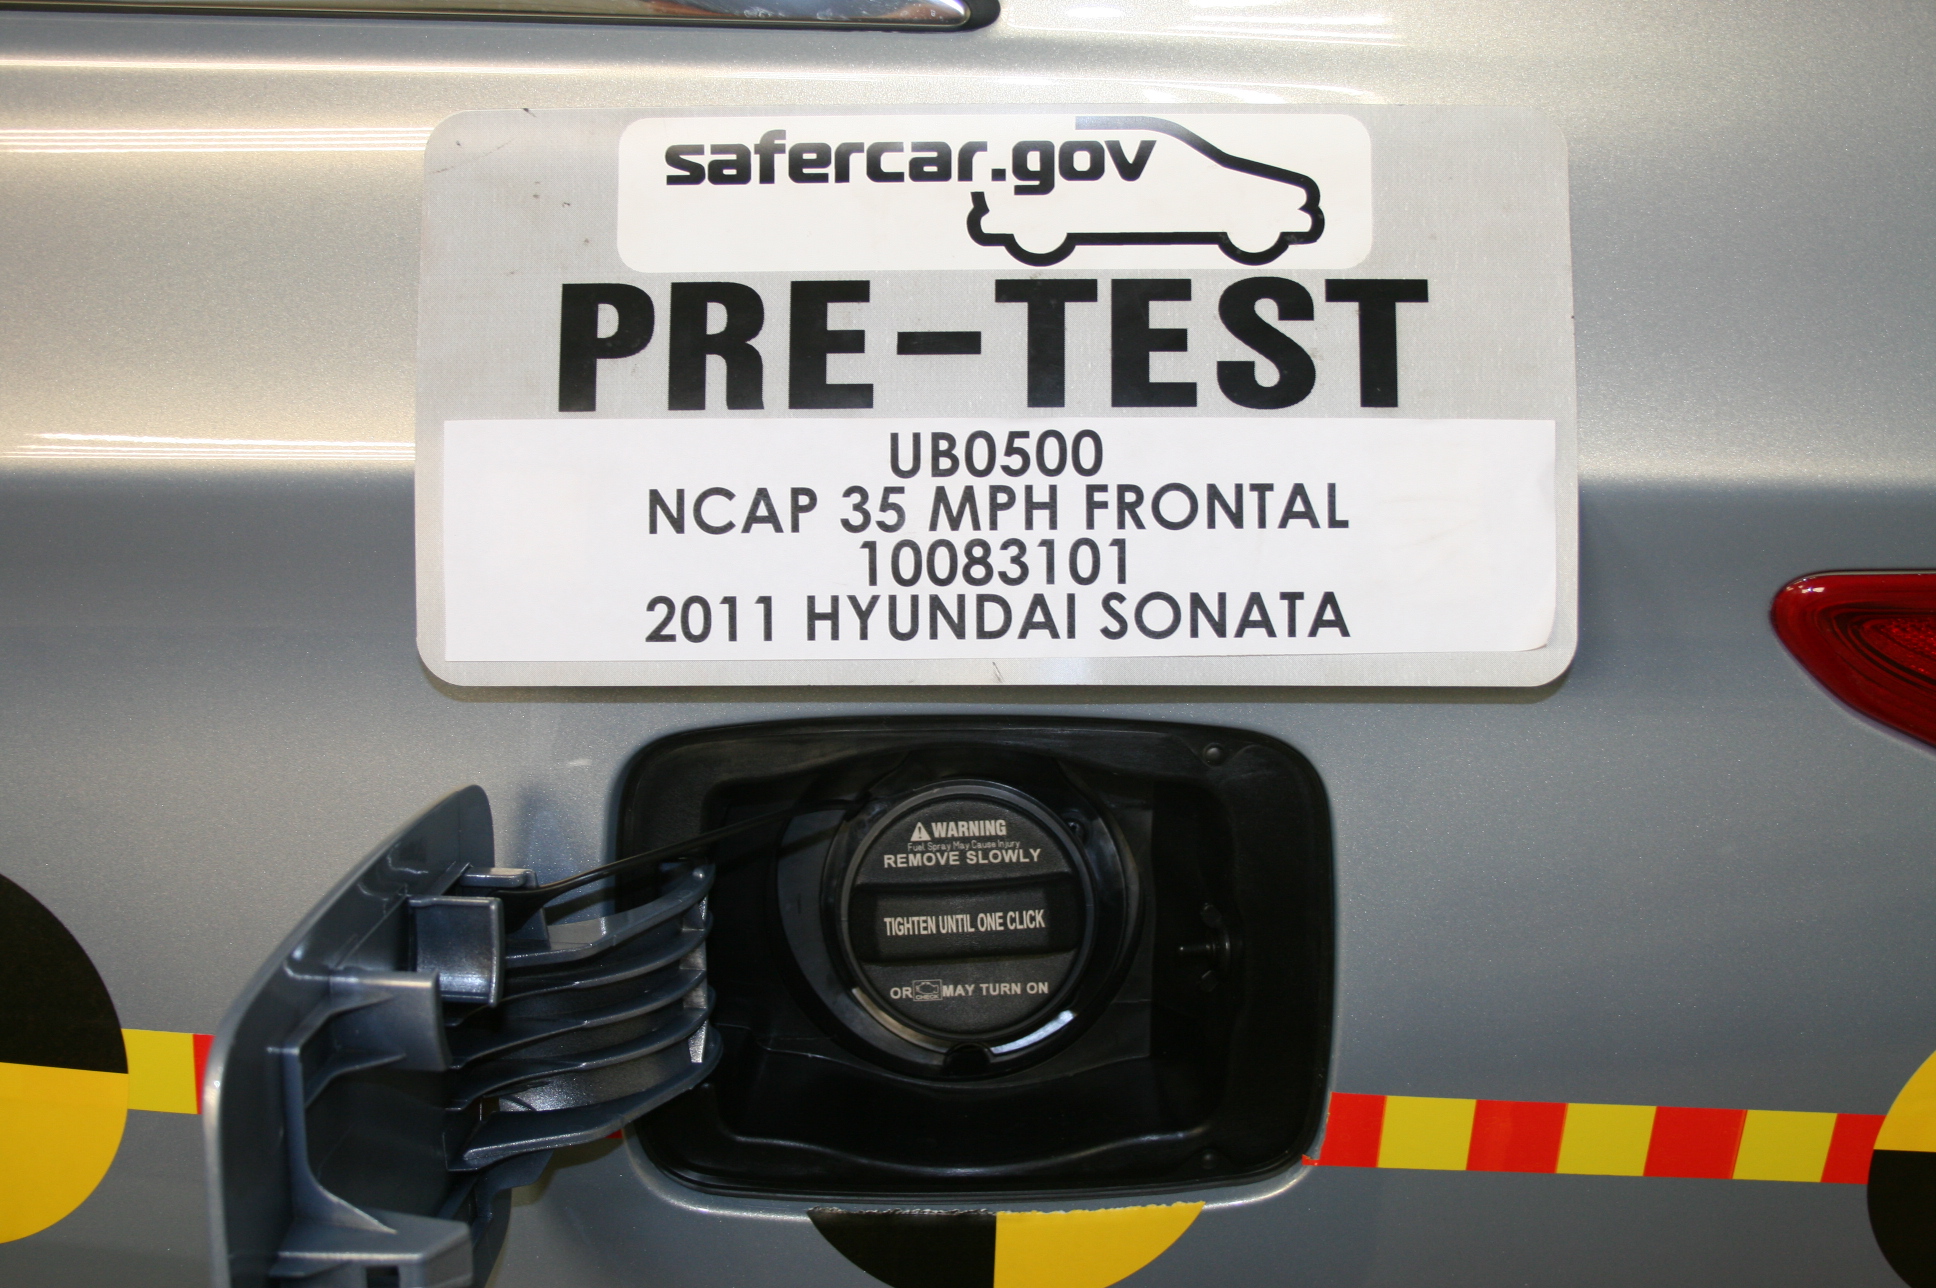 safercar.gov
PRE-TEST
UB0500
NCAP 35 MPH FRONTAL
10083101
2011 HYUNDAI SONATA
WARNING
Fuel Spray May Cause Injury
REMOVE SLOWLY
TIGHTEN UNTIL ONE CLICK
OR CHECK MAY TURN ON